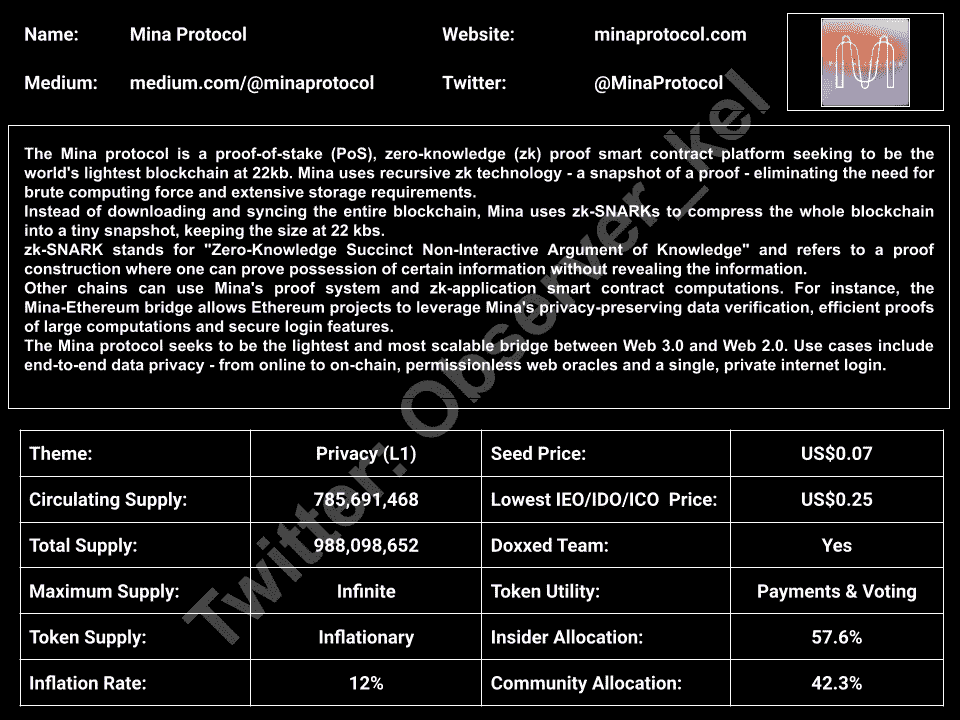 Name: Mina Protocol Website: minaprotocol.com
Medium: medium.com/@minaprotocol Twitter: @MinaProtocol
The Mina protocol is a proof-of-stake (PoS), zero-knowledge (zk) proof smart contract platform seeking to be the
world's lightest blockchain at 22kb. Mina uses recursive zk technology - a snapshot of a proof - eliminating the need for
brute computing force and extensive storage requirements.
Instead of downloading and syncing the entire blockchain, Mina uses zk-SNARKs to compress the whole blockchain
into a tiny snapshot, keeping the size at 22 kbs.
zk-SNARK stands for "Zero-Knowledge Succinct Non-Interactive Argument of Knowledge" and refers to a proof
construction where one can prove possession of certain information without revealing the information.
Other chains can use Mina's proof system and zk-application smart contract computations. For instance, the
Mina-Ethereum bridge allows Ethereum projects to leverage Mina's privacy-preserving data verification, efficient proofs
of large computations and secure login features.
The Mina protocol seeks to be the lightest and most scalable bridge between Web 3.0 and Web 2.0. Use cases include
end-to-end data privacy - from online to on-chain, permissionless web oracles and a single, private internet login.
Theme: Privacy (L1) Seed Price: US$0.07
Circulating Supply: 785,691,468 Lowest IEO/IDO/ICO Price: US$0.25
Total Supply: 988,098,652 Doxxed Team: Yes
Maximum Supply: Infinite Token Utility: Payments & Voting
Token Supply: Inflationary Insider Allocation: 57.6%
Inflation Rate: 12% Community Allocation: 42.3%
Twitter: Observer_kel